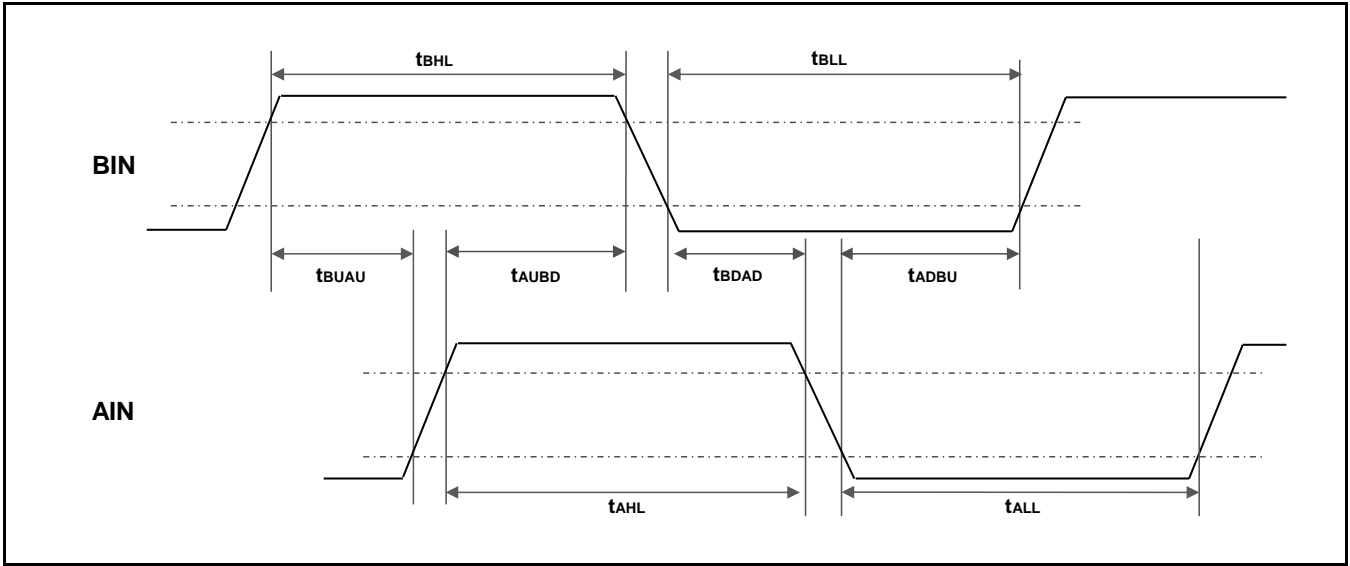 tBHL
tBLL
BIN
tBUAU
tAUBD
tBDAD
tADBU
AIN
tAHL
tALL